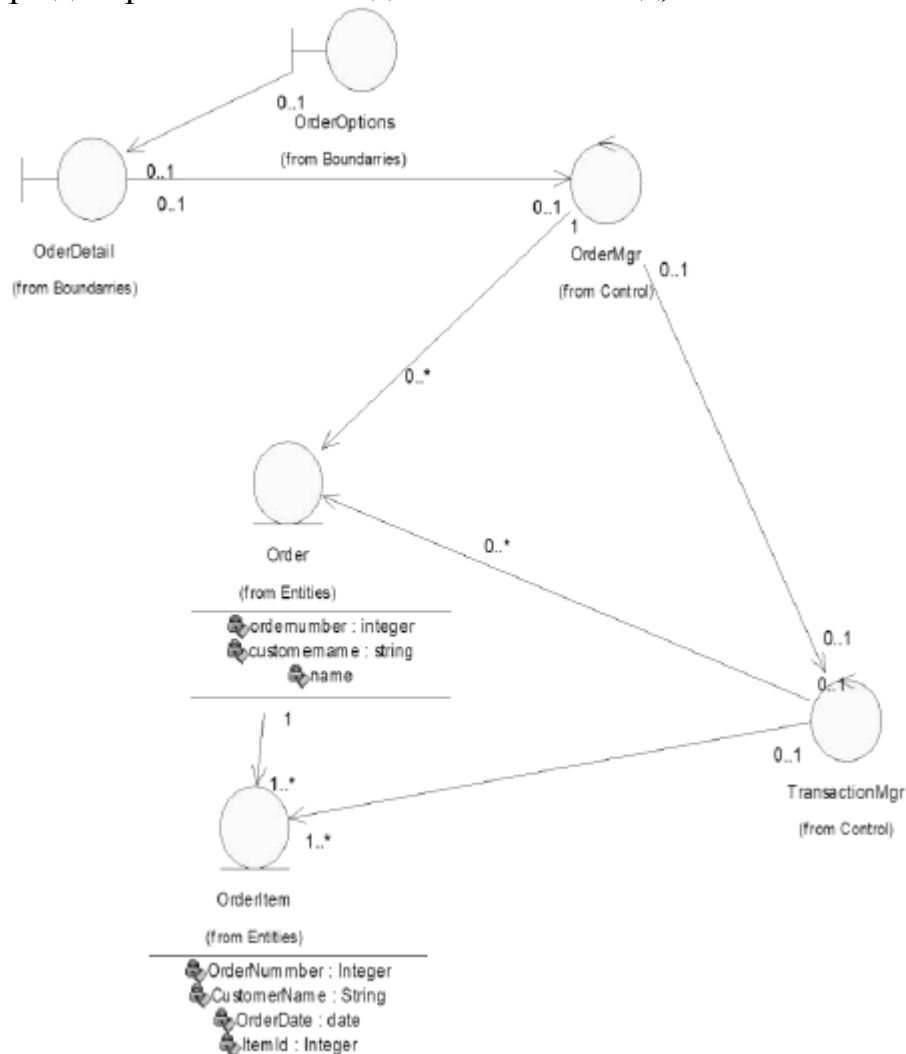 0..1
OrderOptions
(from Boundarries)
0..1
0..1
OderDetail
(from Boundarries)
0..1
1
OrderMgr
(from Control)
0..1
0..*
Order
(from Entities)
ordernumber : integer
customername : string
name
0..*
0..1
0..1
0..1
TransactionMgr
(from Control)
1
1..*
1..*
OrderItem
(from Entities)
OrderNummber : Integer
CustomerName : String
OrderDate : date
ItemId : Integer